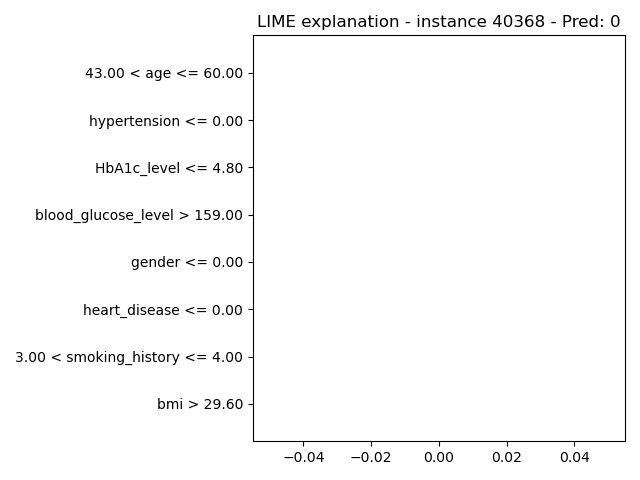 LIME explanation - instance 40368 - Pred: 0
43.00 < age <= 60.00
hypertension <= 0.00
HbA1c_level <= 4.80
blood_glucose_level > 159.00
gender <= 0.00
heart_disease <= 0.00
3.00 < smoking_history <= 4.00
bmi > 29.60
−0.04 −0.02 0.00 0.02 0.04